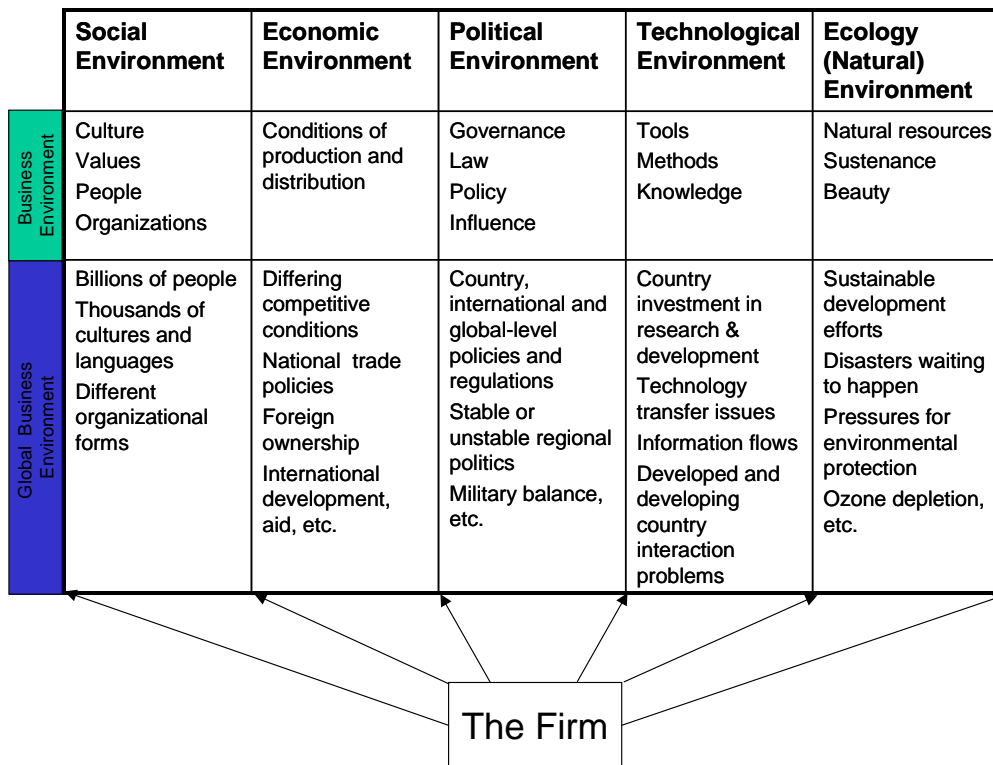 Social
Environment
Economic
Environment
Political
Environment
Technological
Environment
Ecology
(Natural)
Environment
Business
Environment
Culture
Values
People
Organizations
Conditions of
production and
distribution
Governance
Law
Policy
Influence
Tools
Methods
Knowledge
Natural resources
Sustenance
Beauty
Global Business
Environment
Billions of people
Thousands of
cultures and
languages
Different
organizational
forms
Differing
competitive
conditions
National trade
policies
Foreign
ownership
International
development,
aid, etc.
Country,
international and
global-level
policies and
regulations
Stable or
unstable regional
politics
Military balance,
etc.
Country
investment in
research &
development
Technology
transfer issues
Information flows
Developed and
developing
country
interaction
problems
Sustainable
development
efforts
Disasters waiting
to happen
Pressures for
environmental
protection
Ozone depletion,
etc.
The Firm